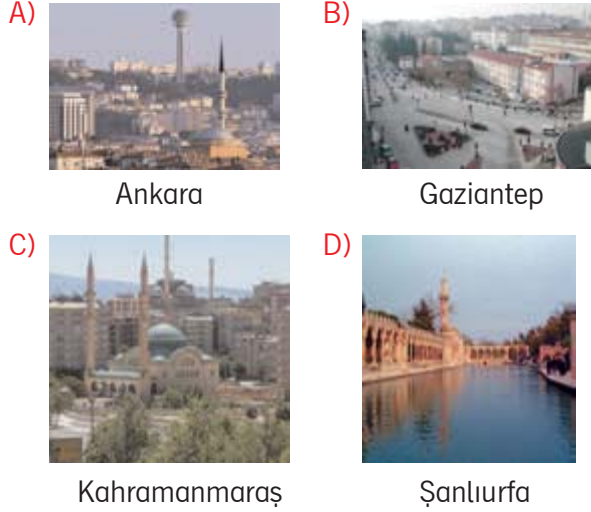 A)
B)
Ankara
Gaziantep
C)
D)
Kahramanmaraş
Şanlıurfa